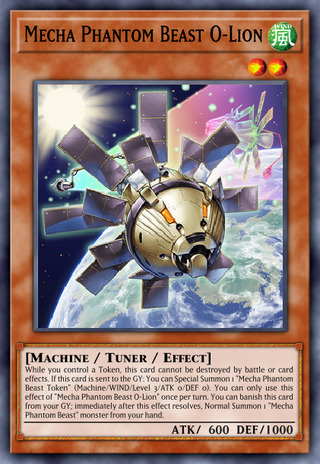 MECHA PHANTOM BEAST O-LION
WIND
風
[MACHINE / TUNER / EFFECT]
While you control a Token, this card cannot be destroyed by battle or card
effects. If this card is sent to the GY: You can Special Summon 1 "Mecha Phantom
Beast Token" (Machine/WIND/Level 3/ATK 0/DEF 0). You can only use this
effect of "Mecha Phantom Beast O-Lion" once per turn. You can banish this card
from your GY; immediately after this effect resolves, Normal Summon 1 "Mecha
Phantom Beast" monster from your hand.
ATK/ 600 DEF/1000